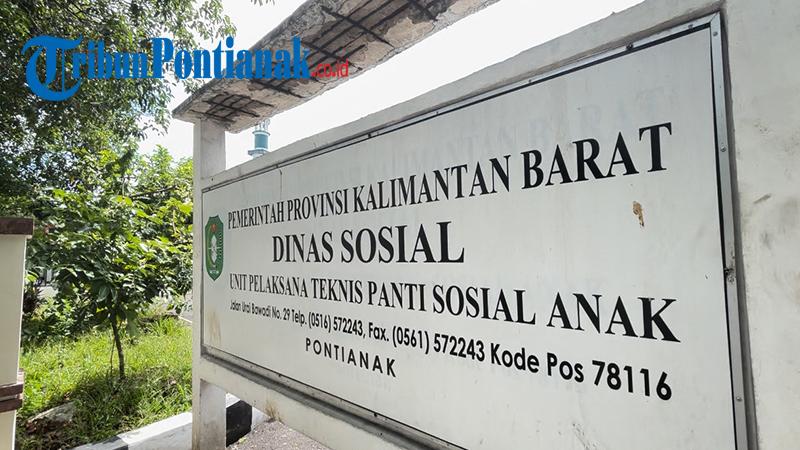 TribunPontianak.co.id
PEMERINTAH PROVINSI KALIMANTAN BARAT
DINAS SOSIAL
UNIT PELAKSANA TEKNIS PANTI SOSIAL ANAK
Jalan Urai Bawadi No. 29 Telp. (0516) 572243, Fax. (0561) 572243 Kode Pos 78116
PONTIANAK